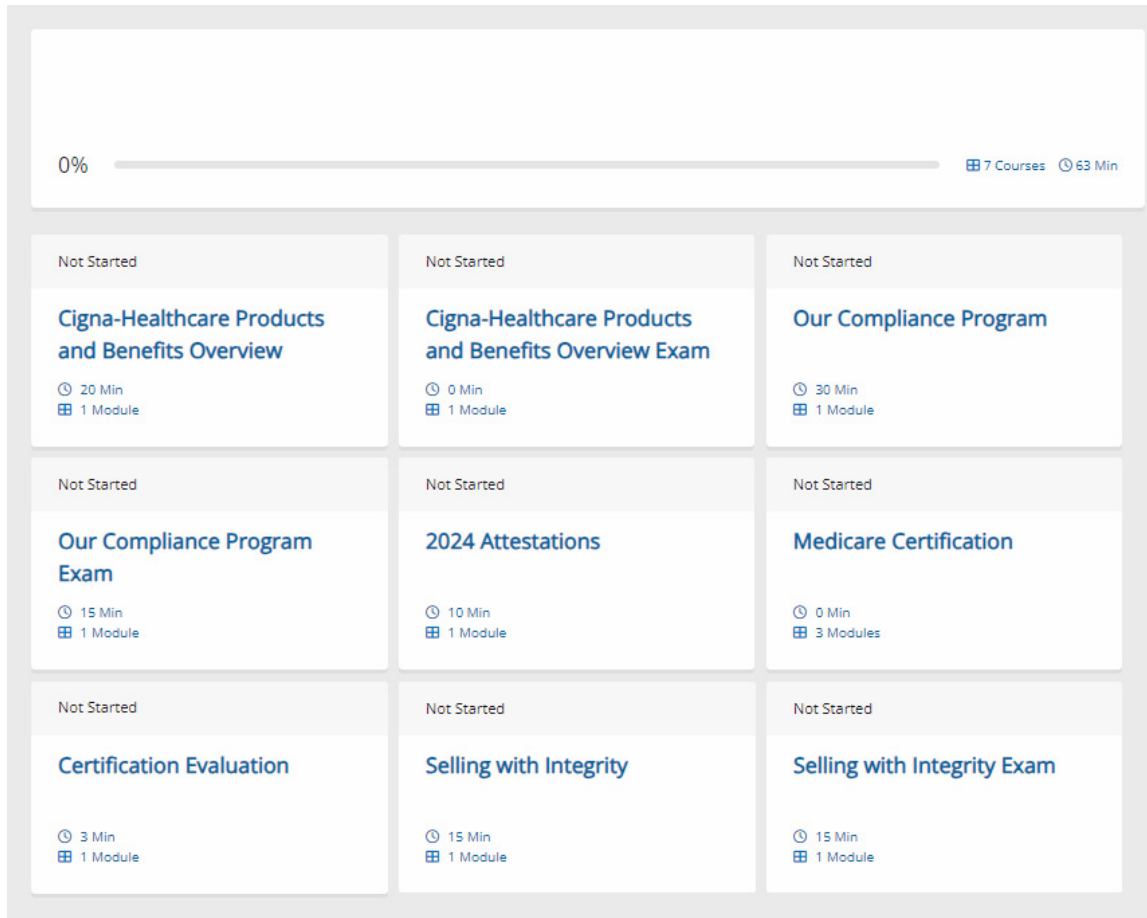 0%
7 Courses 63 Min
Not Started
Cigna-Healthcare Products
and Benefits Overview
20 Min
1 Module
Not Started
Cigna-Healthcare Products
and Benefits Overview Exam
0 Min
1 Module
Not Started
Our Compliance Program
30 Min
1 Module
Not Started
Our Compliance Program
Exam
15 Min
1 Module
Not Started
2024 Attestations
10 Min
1 Module
Not Started
Medicare Certification
0 Min
3 Modules
Not Started
Certification Evaluation
3 Min
1 Module
Not Started
Selling with Integrity
15 Min
1 Module
Not Started
Selling with Integrity Exam
15 Min
1 Module